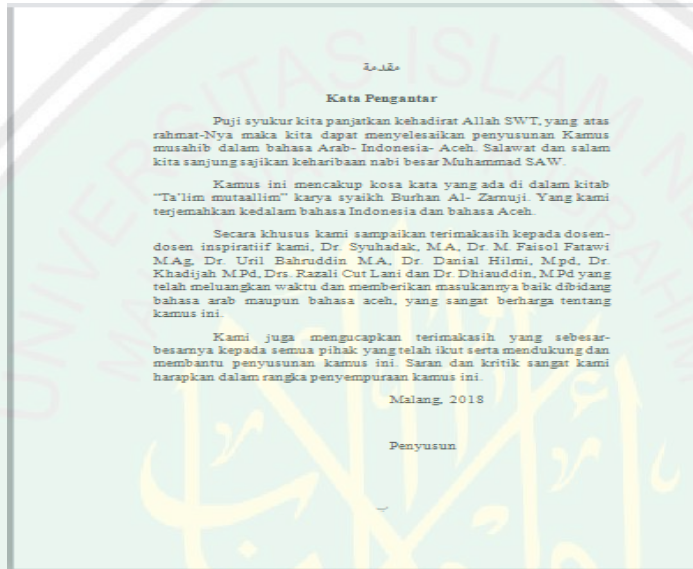 مقدمة
Kata Pengantar
Puji syukur kita panjatkan kehadirat Allah SWT, yang atas
rahmat-Nya maka kita dapat menyelesaikan penyusunan Kamus
musahib dalam bahasa Arab- Indonesia- Aceh. Salawat dan salam
kita sanjung sajikan keharibaan nabi besar Muhammad SAW.
Kamus ini mencakup kosa kata yang ada di dalam kitab
"Ta'lim mutaallim" karya syaikh Burhan Al- Zarnuji. Yang kami
terjemahkan kedalam bahasa Indonesia dan bahasa Aceh.
Secara khusus kami sampaikan terimakasih kepada dosen-
dosen inspiratiif kami, Dr. Syuhadak, M.A, Dr. M. Faisol Fatawi
M.Ag, Dr. Uril Bahruddin M.A, Dr. Danial Hilmi, M.pd, Dr.
Khadijah M.Pd, Drs. Razali Cut Lani dan Dr. Dhiauddin, M.Pd yang
telah meluangkan waktu dan memberikan masukannya baik dibidang
bahasa arab maupun bahasa aceh, yang sangat berharga tentang
kamus ini.
Kami juga mengucapkan terimakasih yang sebesar-
besarnya kepada semua pihak yang telah ikut serta mendukung dan
membantu penyusunan kamus ini. Saran dan kritik sangat kami
harapkan dalam rangka penyempuraan kamus ini.
Malang, 2018
Penyusun
ب